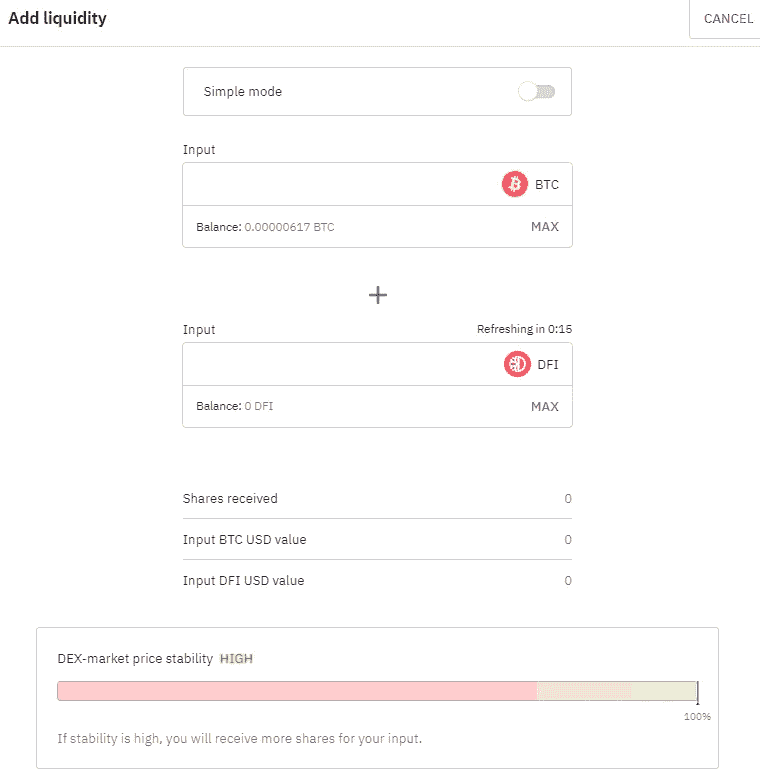 Add liquidity
CANCEL
Simple mode
Input
BTC
Balance: 0.00000617 BTC
MAX
+
Input
Refreshing in 0:15
DFI
Balance: 0 DFI
MAX
Shares received 0
Input BTC USD value 0
Input DFI USD value 0
DEX-market price stability HIGH
100%
If stability is high, you will receive more shares for your input.